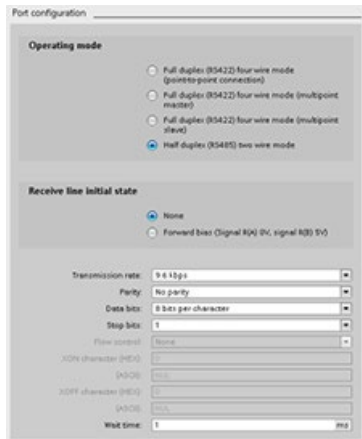 Port configuration
Operating mode
Full duplex (RS422) four wire mode
(point-to-point connection)
Full duplex (RS422) four wire mode (multipoint
master)
Full duplex (RS422) four wire mode (multipoint
slave)
Half duplex (RS485) two wire mode
Receive line initial state
None
Forward bias (Signal R(A) 0V, signal R(B) 5V)
Transmission rate: 9.6 kbps
Parity: No parity
Data bits: 8 bits per character
Stop bits: 1
Flow control: None
XON character (HEX): 0
(ASCII): NUL
XOFF character (HEX): 0
(ASCII): NUL
Wait time: 1 ms